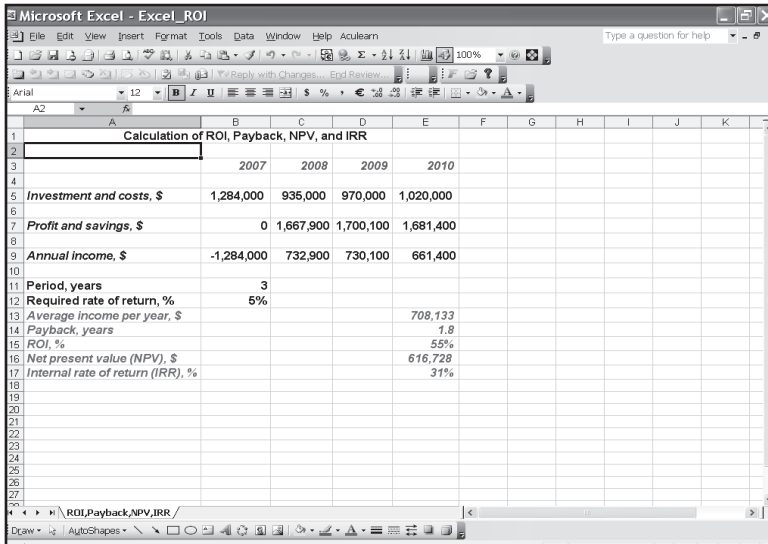 Microsoft Excel - Excel_ROI
File Edit View Insert Format Tools Data Window Help Aculearn Type a question for help
100%
Reply with Changes... End Review...
Arial 12 B I U $ % , €
A2 fx
A B C D E F G H I J K
1 Calculation of ROI, Payback, NPV, and IRR
2
3 2007 2008 2009 2010
4
5 Investment and costs, $ 1,284,000 935,000 970,000 1,020,000
6
7 Profit and savings, $ 0 1,667,900 1,700,100 1,681,400
8
9 Annual income, $ -1,284,000 732,900 730,100 661,400
10
11 Period, years 3
12 Required rate of return, % 5%
13 Average income per year, $ 708,133
14 Payback, years 1.8
15 ROI, % 55%
16 Net present value (NPV), $ 616,728
17 Internal rate of return (IRR), % 31%
18
19
20
21
22
23
24
25
26
27
ROI,Payback,NPV,IRR
Draw AutoShapes